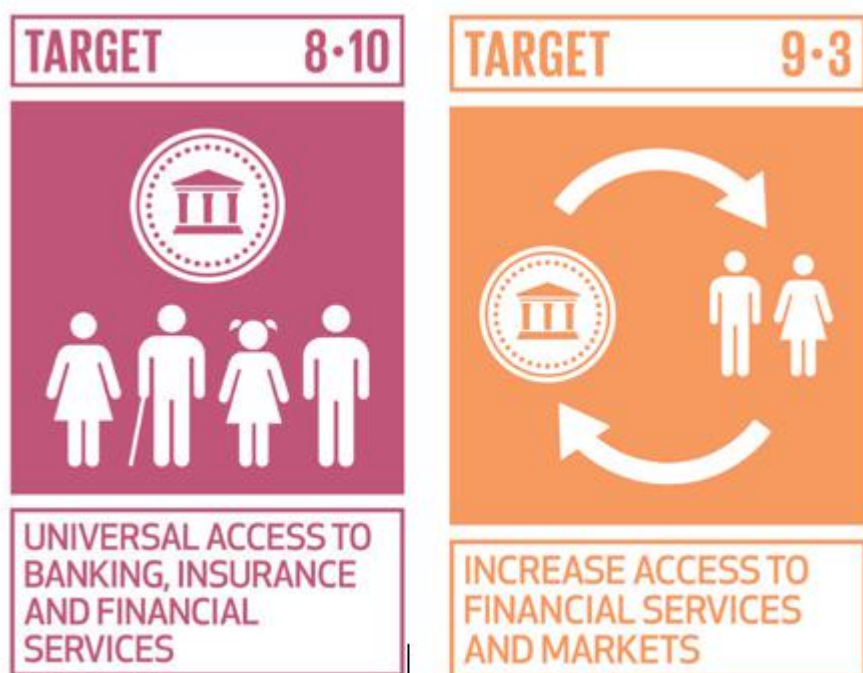 TARGET 8·10
UNIVERSAL ACCESS TO
BANKING, INSURANCE
AND FINANCIAL
SERVICES
TARGET 9·3
INCREASE ACCESS TO
FINANCIAL SERVICES
AND MARKETS